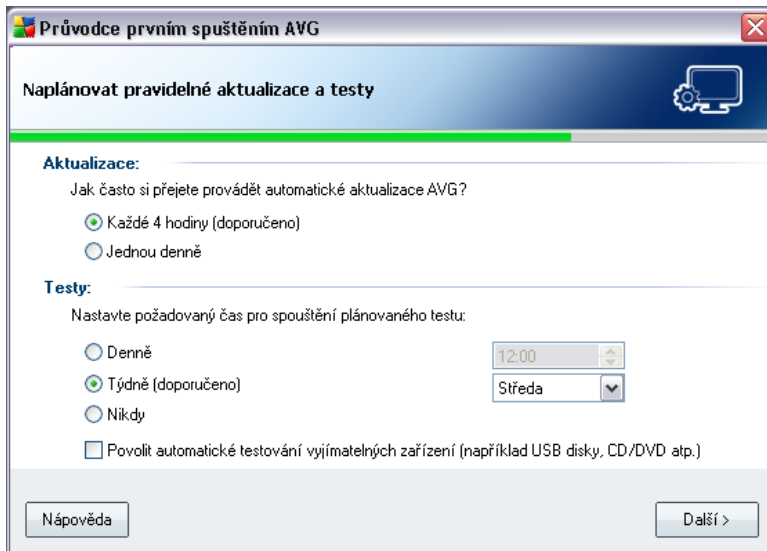 Průvodce prvním spuštěním AVG
Naplánovat pravidelné aktualizace a testy
Aktualizace:
Jak často si přejete provádět automatické aktualizace AVG?
Každé 4 hodiny (doporučeno)
Jednou denně
Testy:
Nastavte požadovaný čas pro spouštění plánovaného testu:
Denně 12:00
Týdně (doporučeno) Středa
Nikdy
Povolit automatické testování vyjímatelných zařízení (například USB disky, CD/DVD atp.)
Nápověda Další >